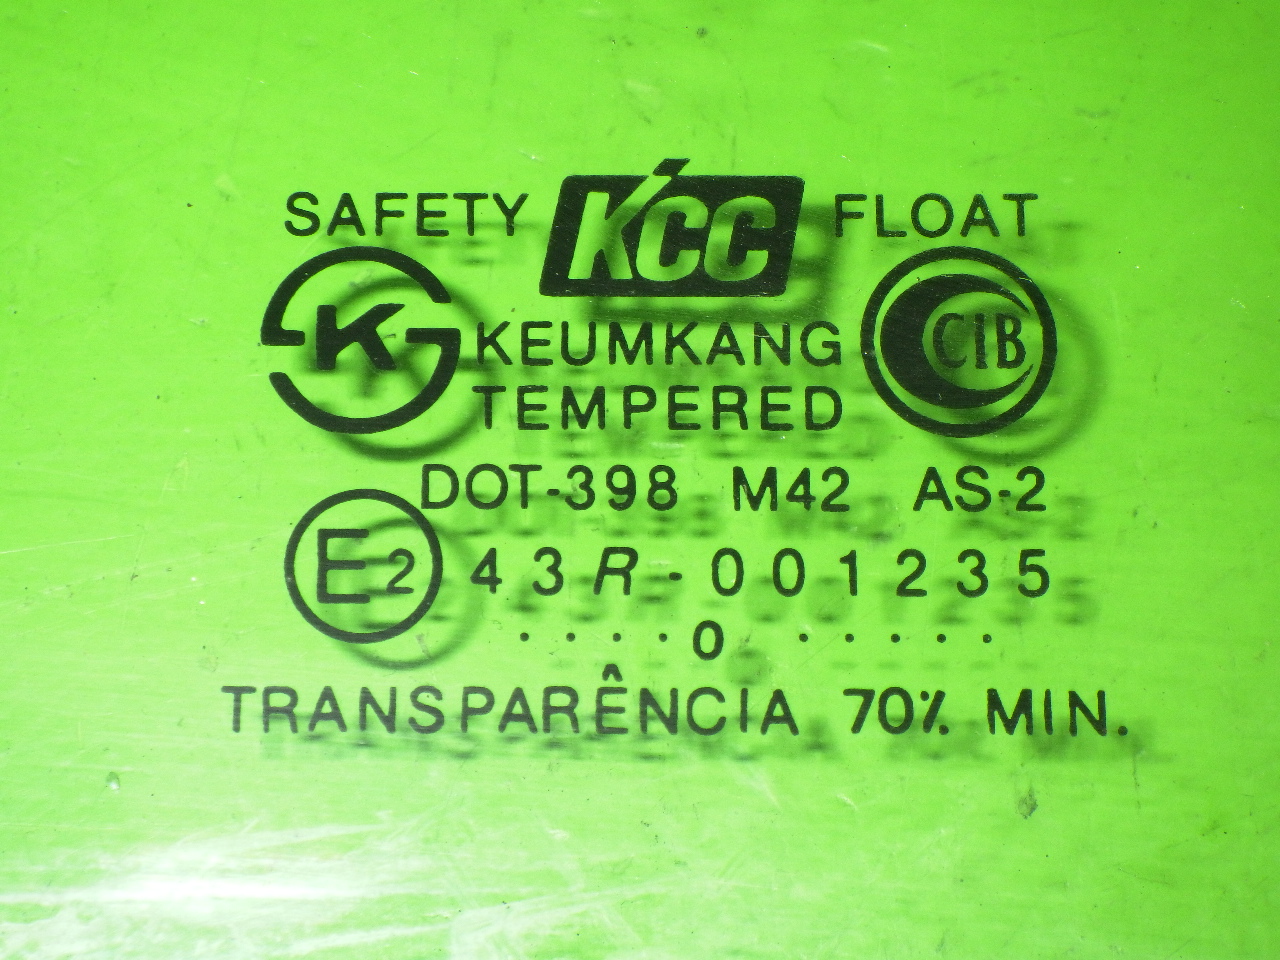 SAFETY KCC FLOAT
K KEUMKANG CIB
TEMPERED
DOT-398 M42 AS-2
E2 43R-001235
....0 .....
TRANSPARÊNCIA 70% MIN.